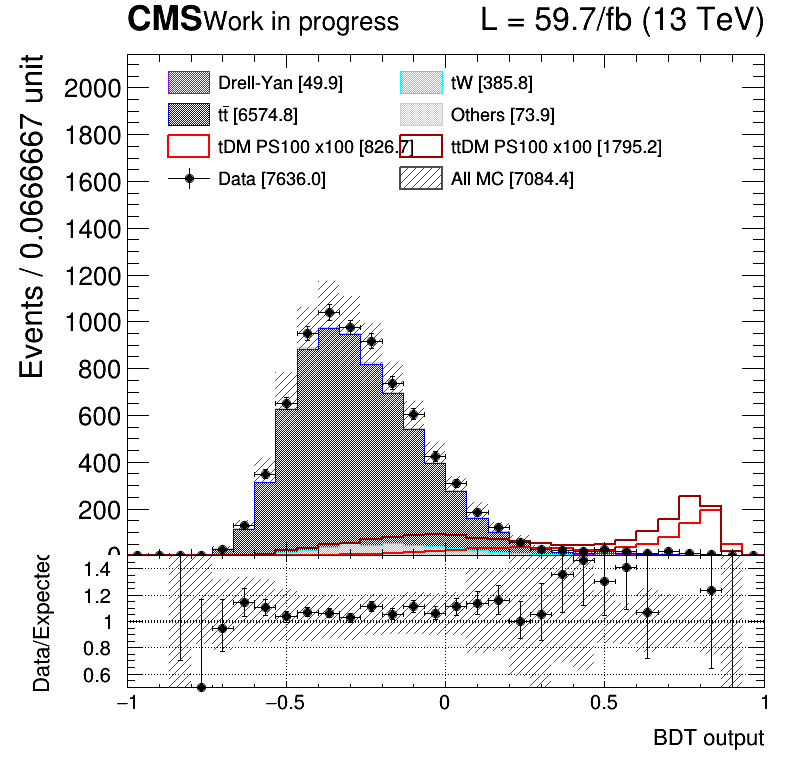 CMS Work in progress L = 59.7/fb (13 TeV)
Events / 0.0666667 unit
2000
1800
1600
1400
1200
1000
800
600
400
200
0
Drell-Yan [49.9] tW [385.8]
tt̄ [6574.8] Others [73.9]
tDM PS100 x100 [826.7] ttDM PS100 x100 [1795.2]
Data [7636.0] All MC [7084.4]
Data/Expected
1.4
1.2
1
0.8
0.6
−1 −0.5 0 0.5 1
BDT output